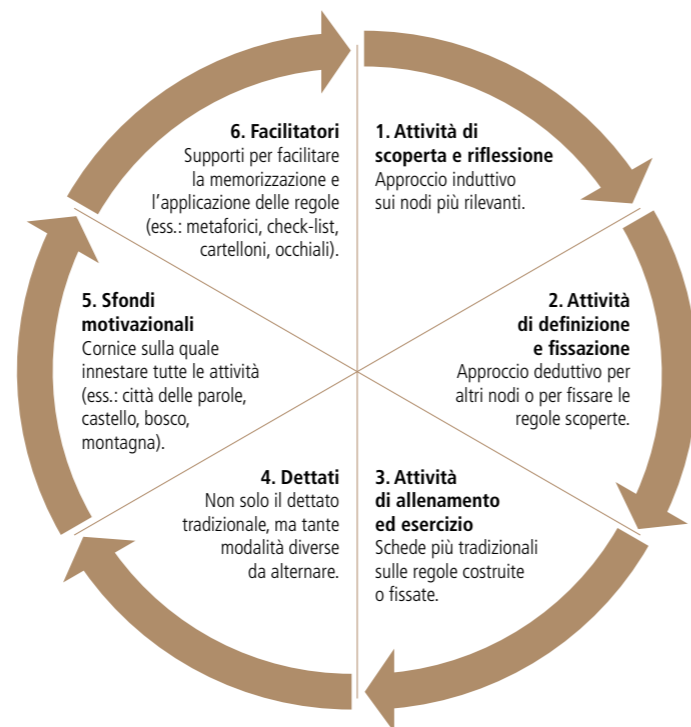 1. Attività di
scoperta e riflessione
Approccio induttivo
sui nodi più rilevanti.
2. Attività
di definizione
e fissazione
Approccio deduttivo per
altri nodi o per fissare le
regole scoperte.
3. Attività
di allenamento
ed esercizio
Schede più tradizionali
sulle regole costruite
o fissate.
4. Dettati
Non solo il dettato
tradizionale, ma tante
modalità diverse
da alternare.
5. Sfondi
motivazionali
Cornice sulla quale
innestare tutte le attività
(ess.: città delle parole,
castello, bosco,
montagna).
6. Facilitatori
Supporti per facilitare
la memorizzazione e
l’applicazione delle regole
(ess.: metaforici, check-list,
cartelloni, occhiali).